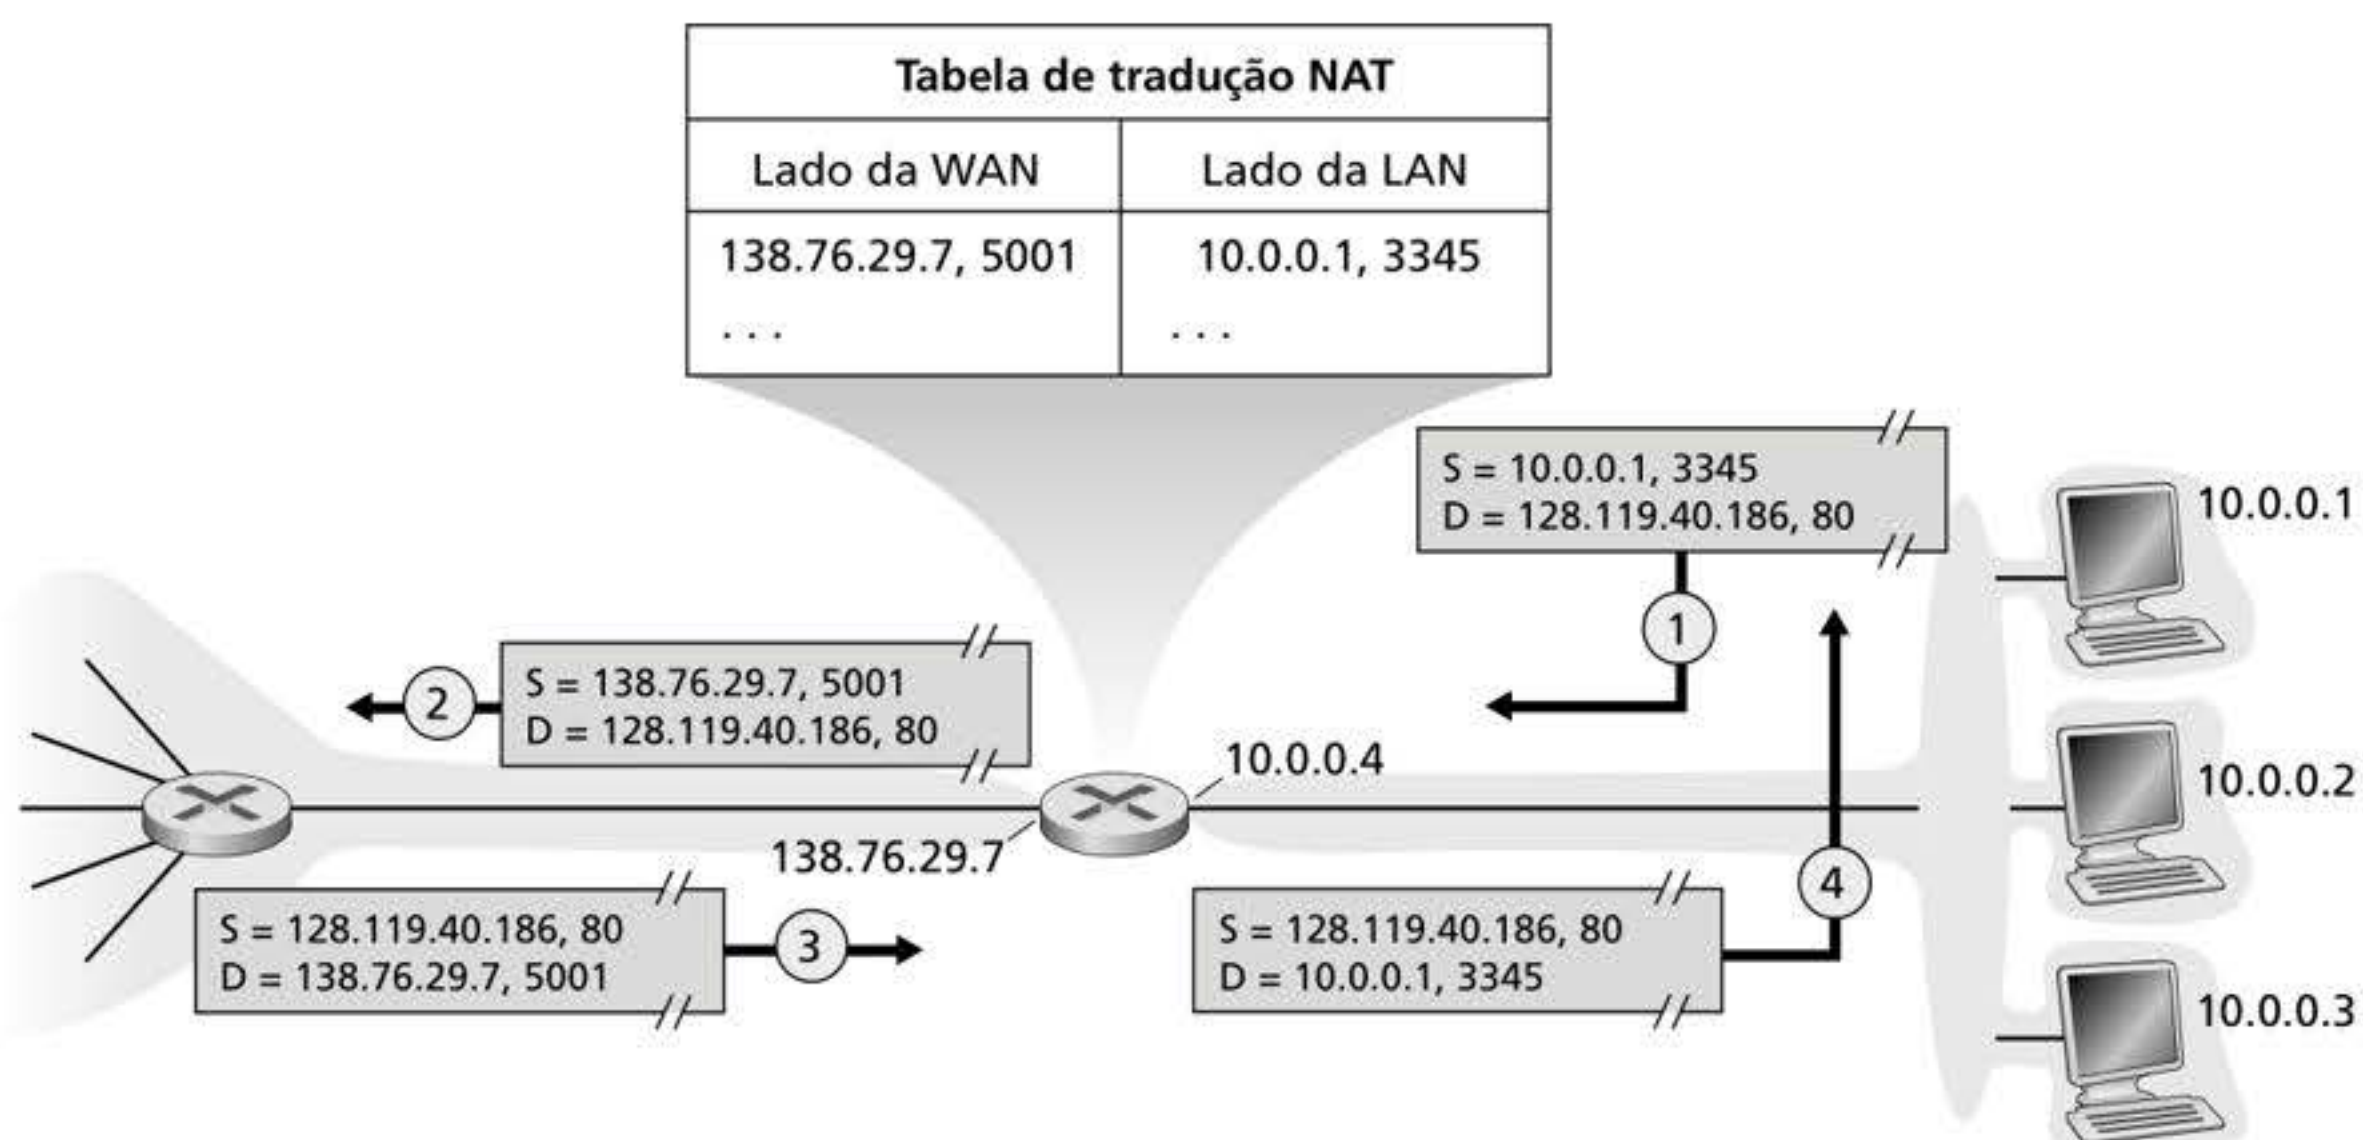 Tabela de tradução NAT
Lado da WAN
Lado da LAN
138.76.29.7, 5001
10.0.0.1, 3345
. . .
. . .
S = 10.0.0.1, 3345
D = 128.119.40.186, 80
10.0.0.1
1
S = 138.76.29.7, 5001
D = 128.119.40.186, 80
2
10.0.0.4
10.0.0.2
138.76.29.7
4
S = 128.119.40.186, 80
D = 138.76.29.7, 5001
3
S = 128.119.40.186, 80
D = 10.0.0.1, 3345
10.0.0.3